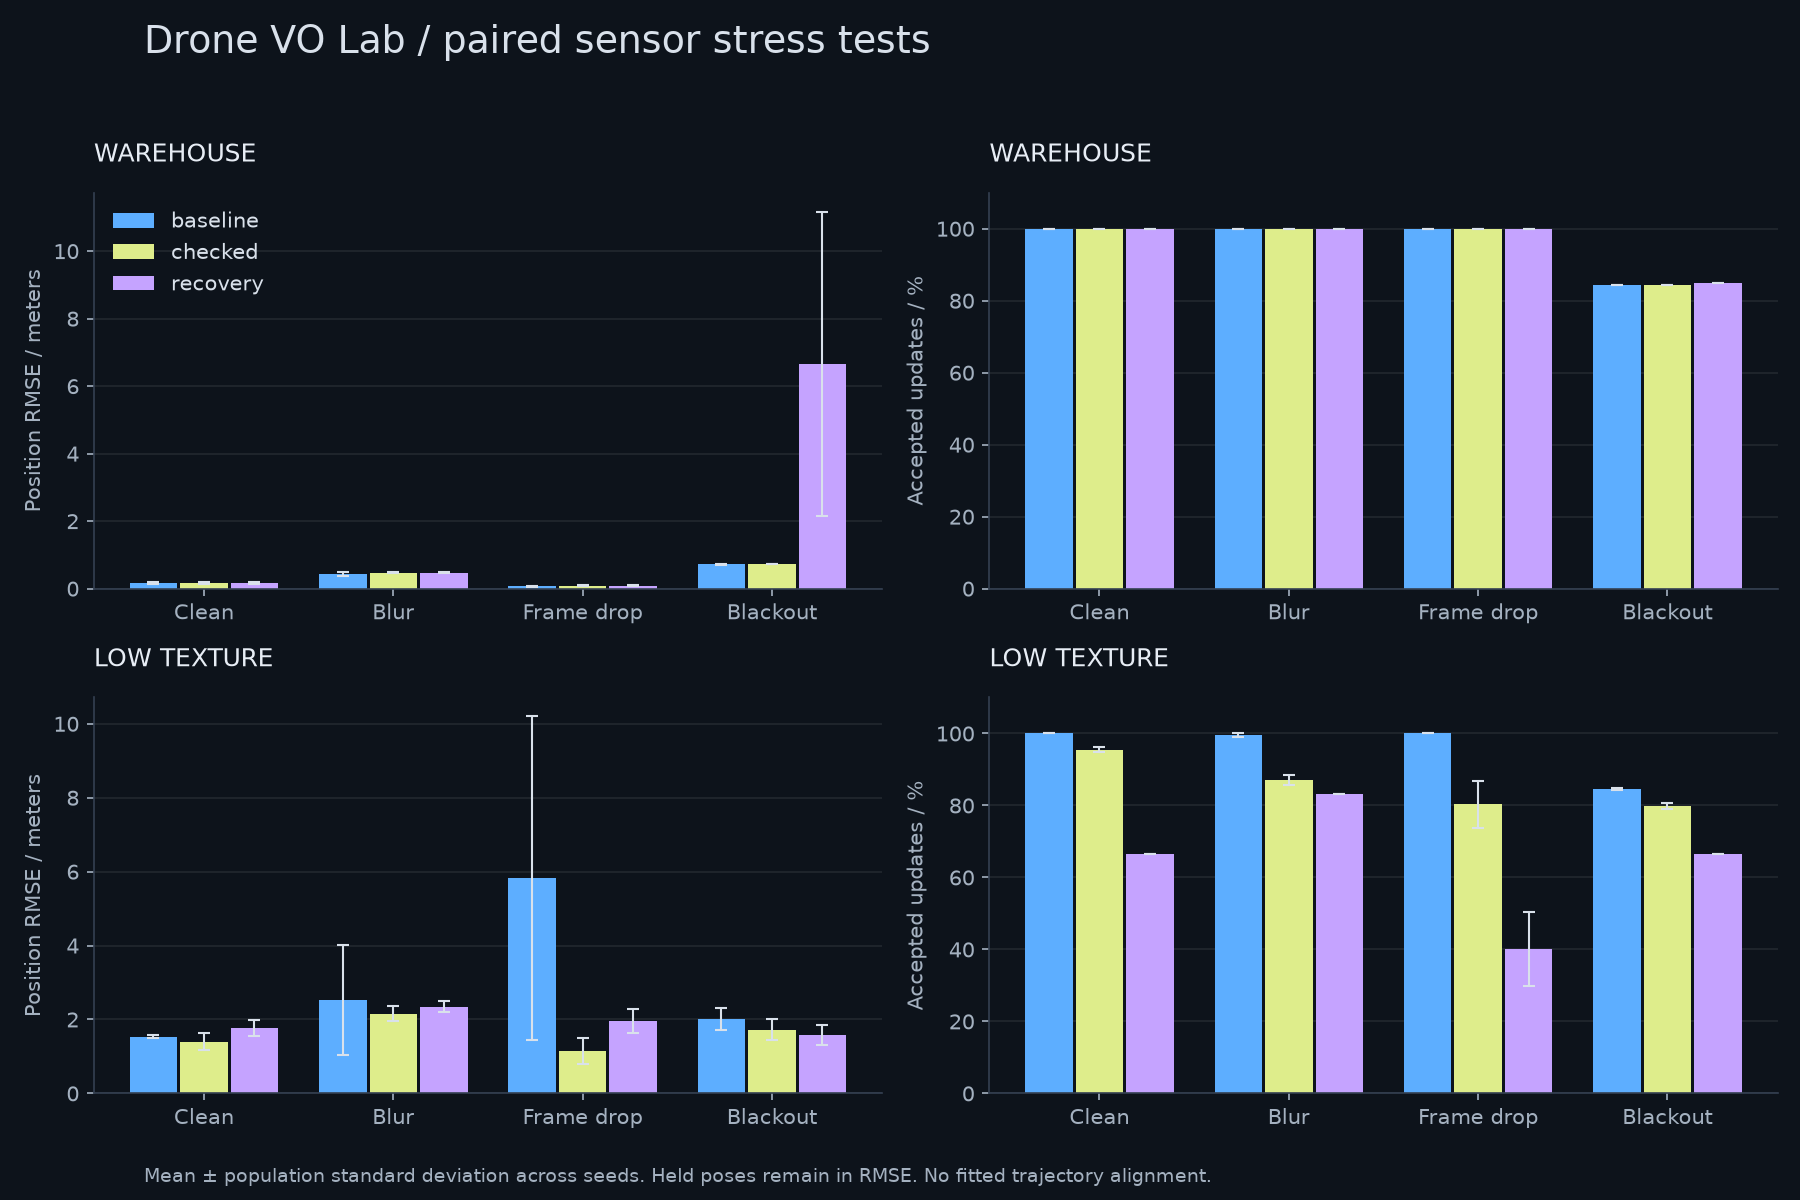 Drone VO Lab / paired sensor stress tests
WAREHOUSE
Position RMSE / meters
10
8
6
4
2
0
baseline
checked
recovery
Clean
Blur
Frame drop
Blackout
WAREHOUSE
Accepted updates / %
100
80
60
40
20
0
Clean
Blur
Frame drop
Blackout
LOW TEXTURE
Position RMSE / meters
10
8
6
4
2
0
Clean
Blur
Frame drop
Blackout
LOW TEXTURE
Accepted updates / %
100
80
60
40
20
0
Clean
Blur
Frame drop
Blackout
Mean ± population standard deviation across seeds. Held poses remain in RMSE. No fitted trajectory alignment.